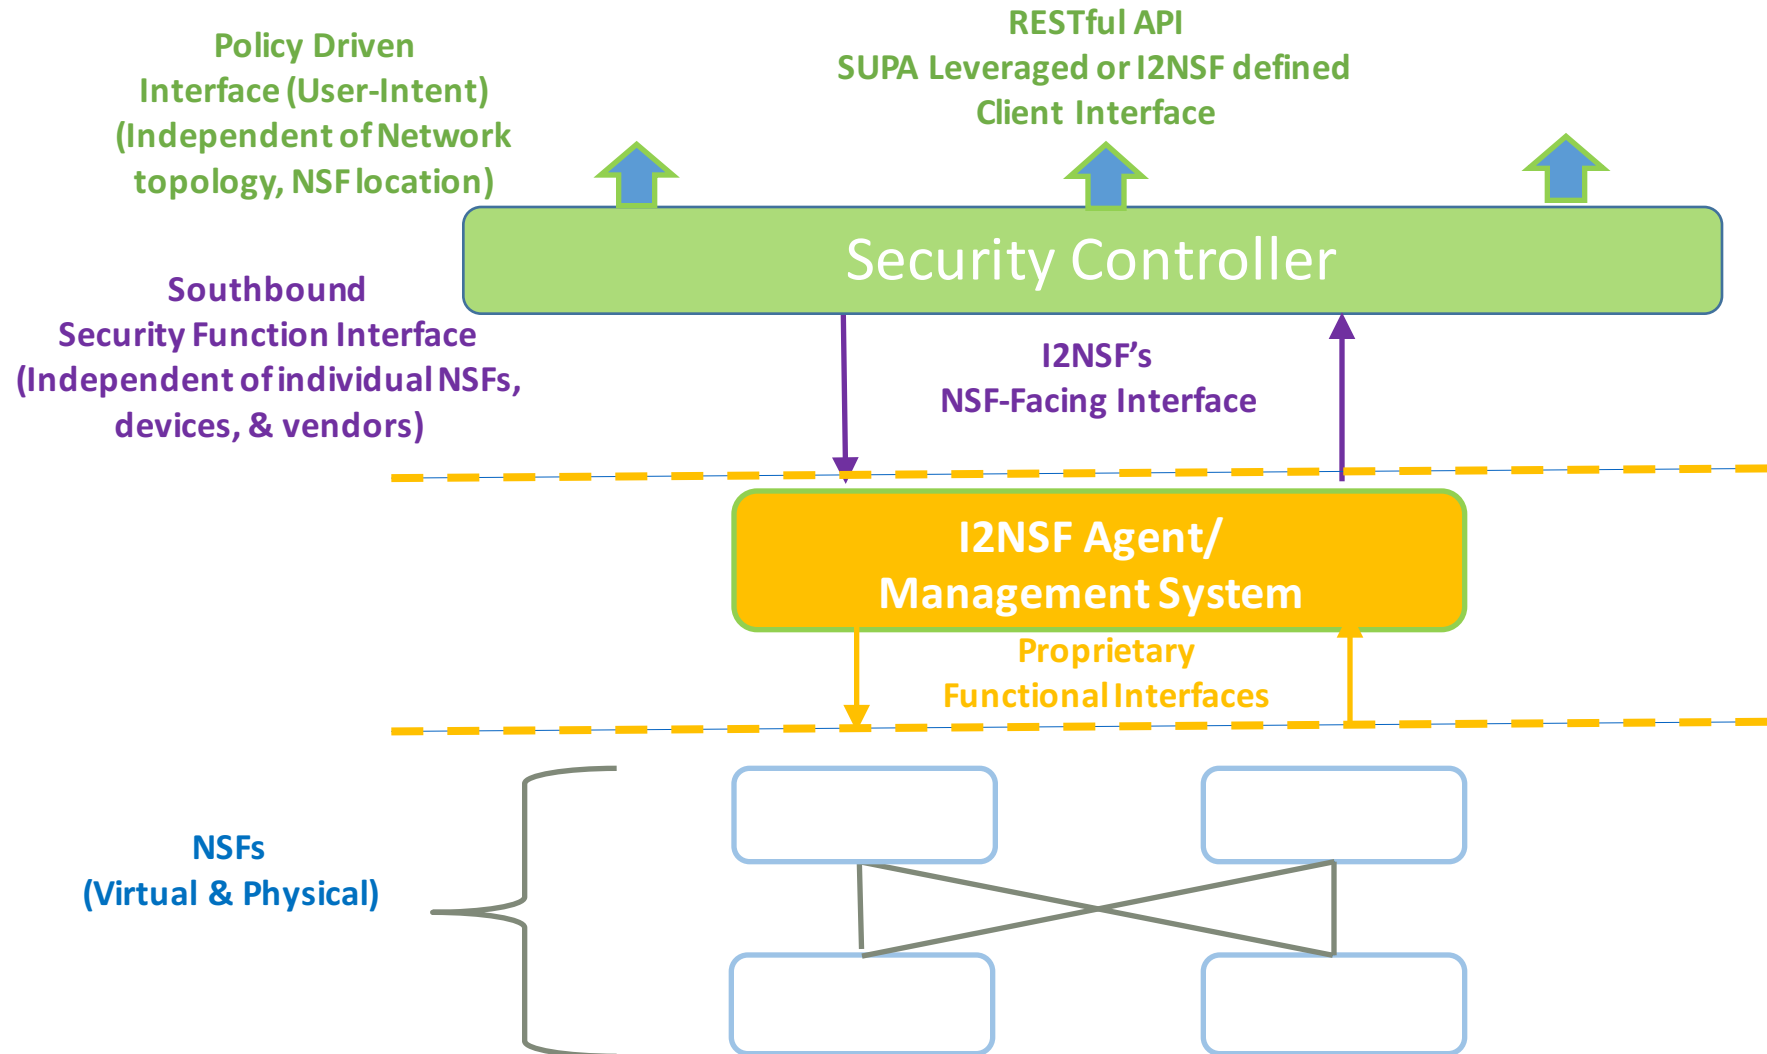 Policy Driven
Interface (User-Intent)
(Independent of Network
topology, NSF location)
RESTful API
SUPA Leveraged or I2NSF defined
Client Interface
Security Controller
Southbound
Security Function Interface
(Independent of individual NSFs,
devices, & vendors)
I2NSF’s
NSF-Facing Interface
I2NSF Agent/
Management System
Proprietary
Functional Interfaces
NSFs
(Virtual & Physical)